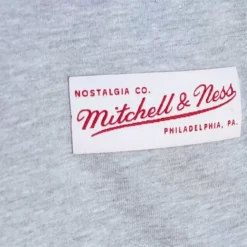 NOSTALGIA CO.
Mitchell & Ness
PHILADELPHIA, PA.